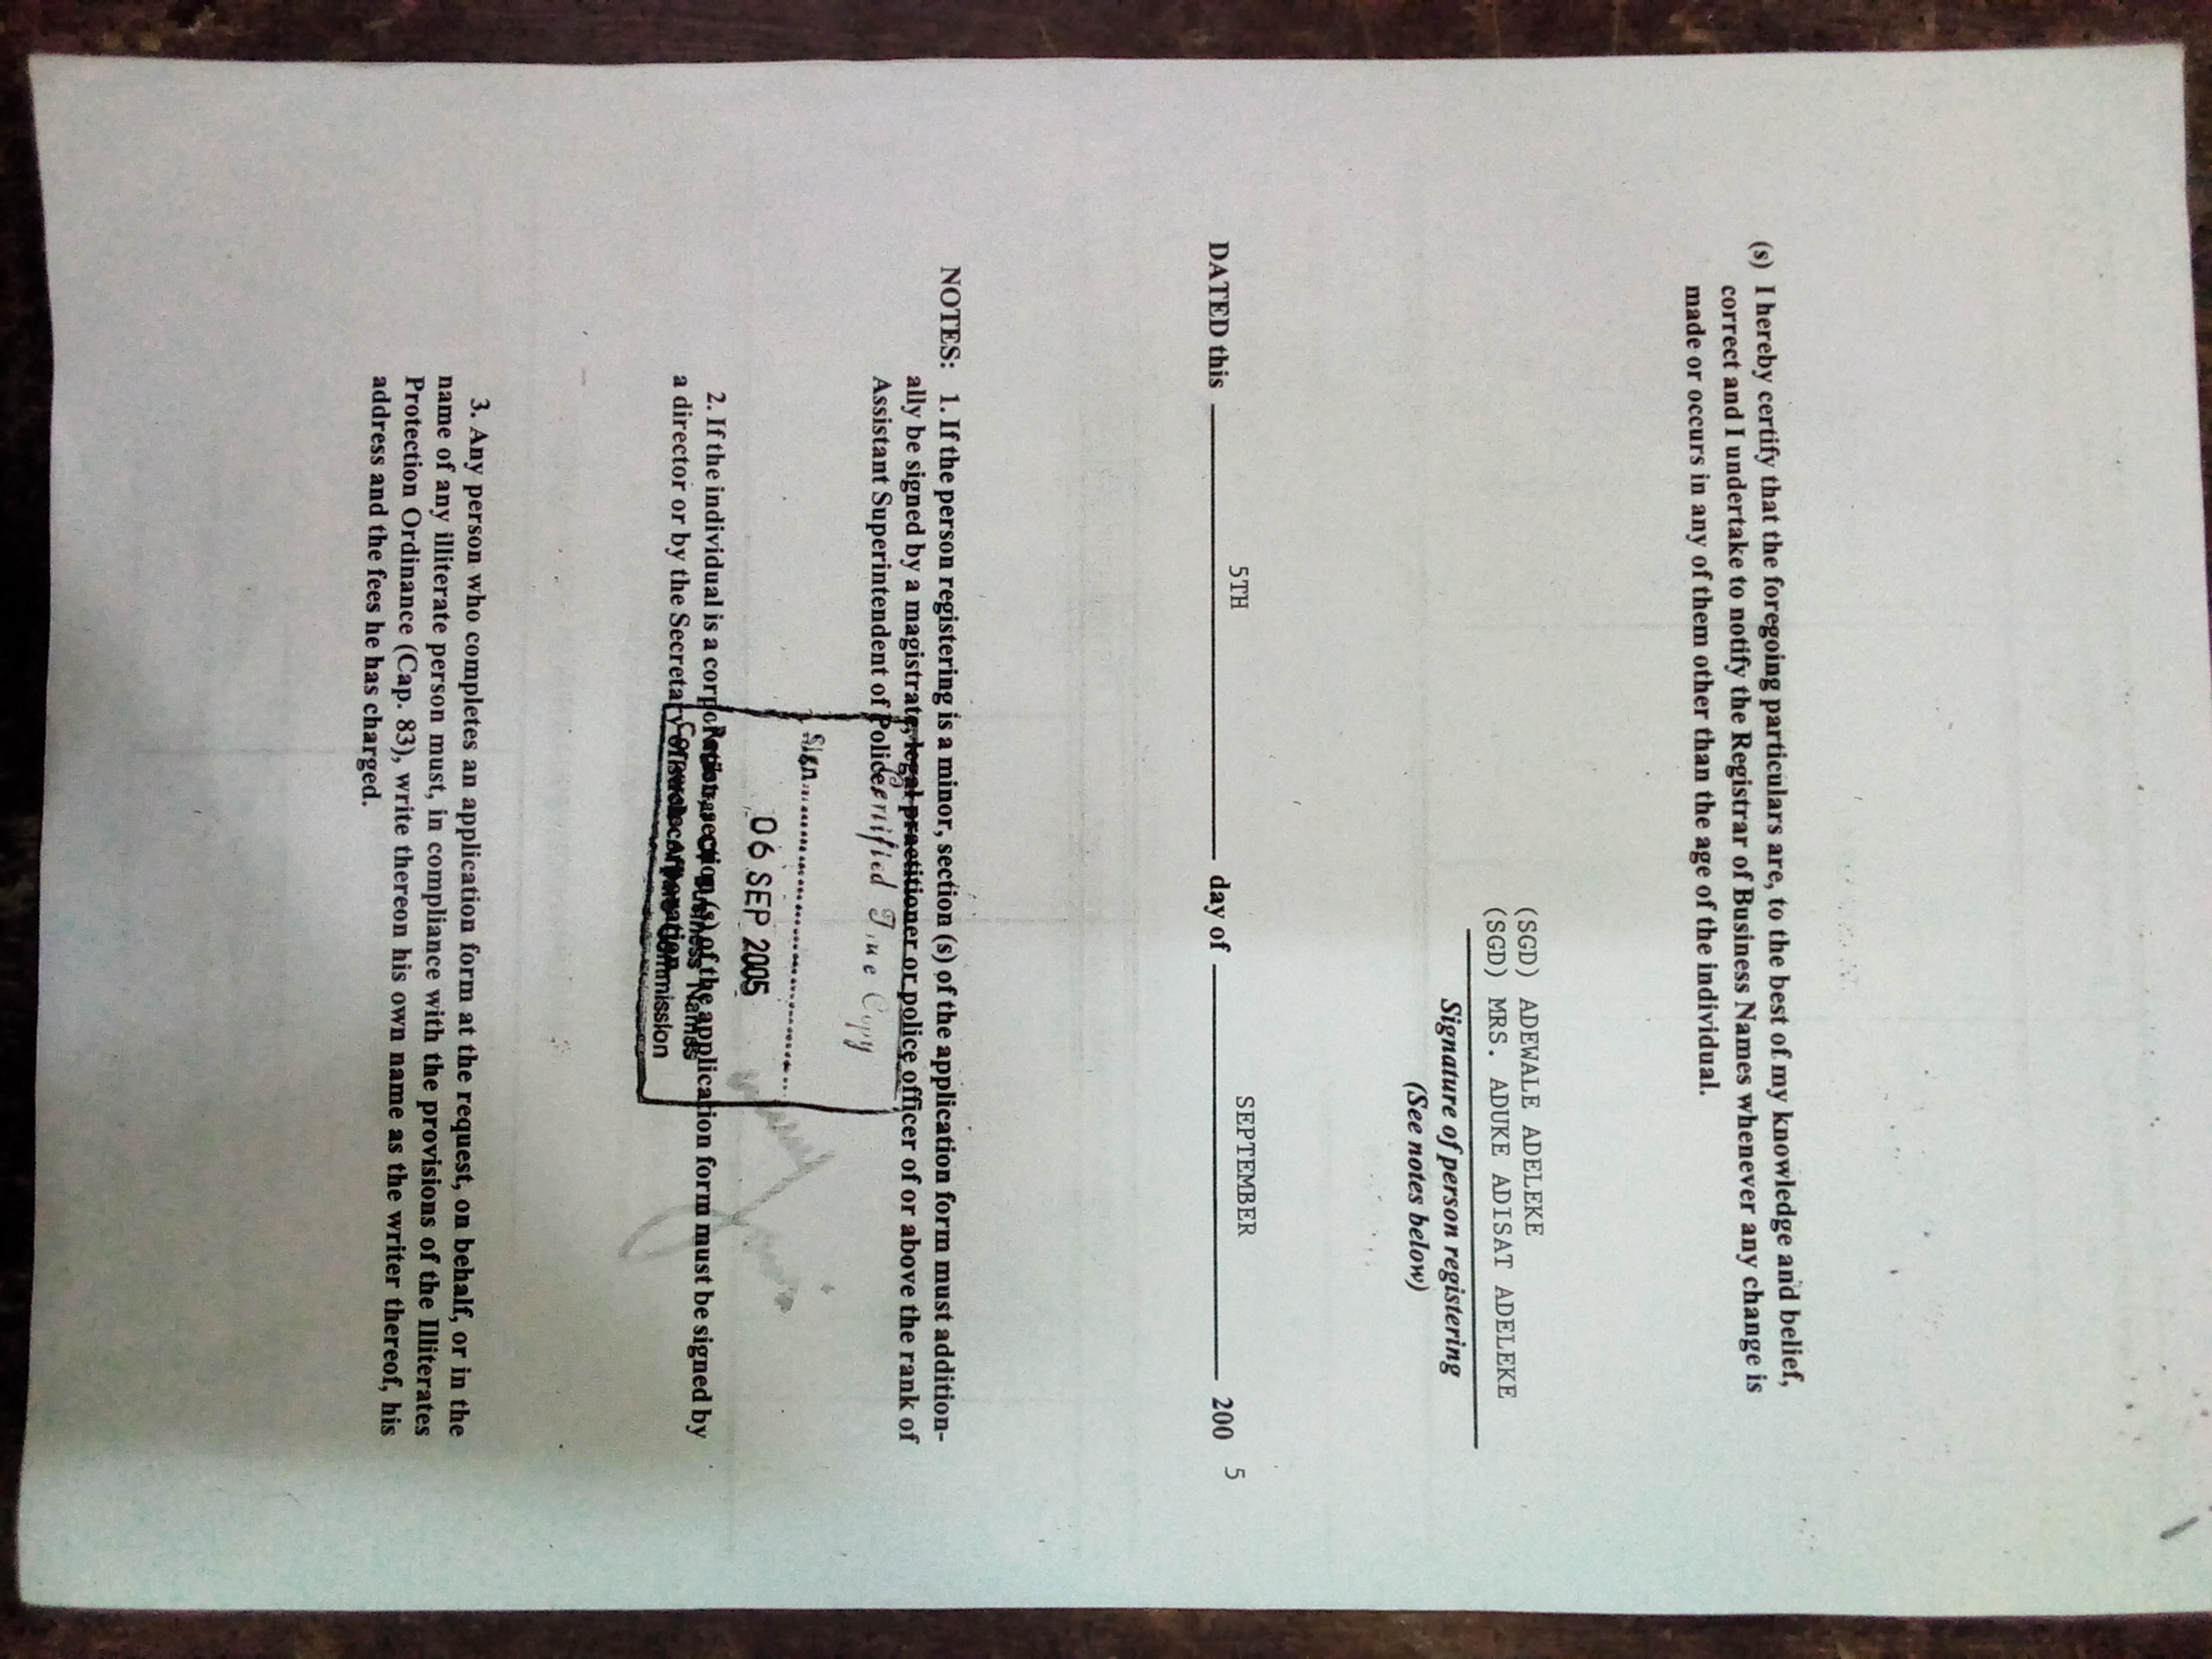 (s) I hereby certify that the foregoing particulars are, to the best of my knowledge and belief,
correct and I undertake to notify the Registrar of Business Names whenever any change is
made or occurs in any of them other than the age of the individual.
(SGD) ADEWALE ADELEKE
(SGD) MRS. ADUKE ADISAT ADELEKE
Signature of person registering
(See notes below)
DATED this 5TH day of SEPTEMBER 200 5
NOTES: 1. If the person registering is a minor, section (s) of the application form must addition-
ally be signed by a magistrate, legal practitioner or police officer of or above the rank of
Assistant Superintendent of Police.
Certified True Copy
Sign
06 SEP 2005
2. If the individual is a corporation, section (s) of the application form must be signed by
a director or by the Secretary of such corporation.
Registrar Of Business Names
Corporate Affairs Commission
3. Any person who completes an application form at the request, on behalf, or in the
name of any illiterate person must, in compliance with the provisions of the Illiterates
Protection Ordinance (Cap. 83), write thereon his own name as the writer thereof, his
address and the fees he has charged.